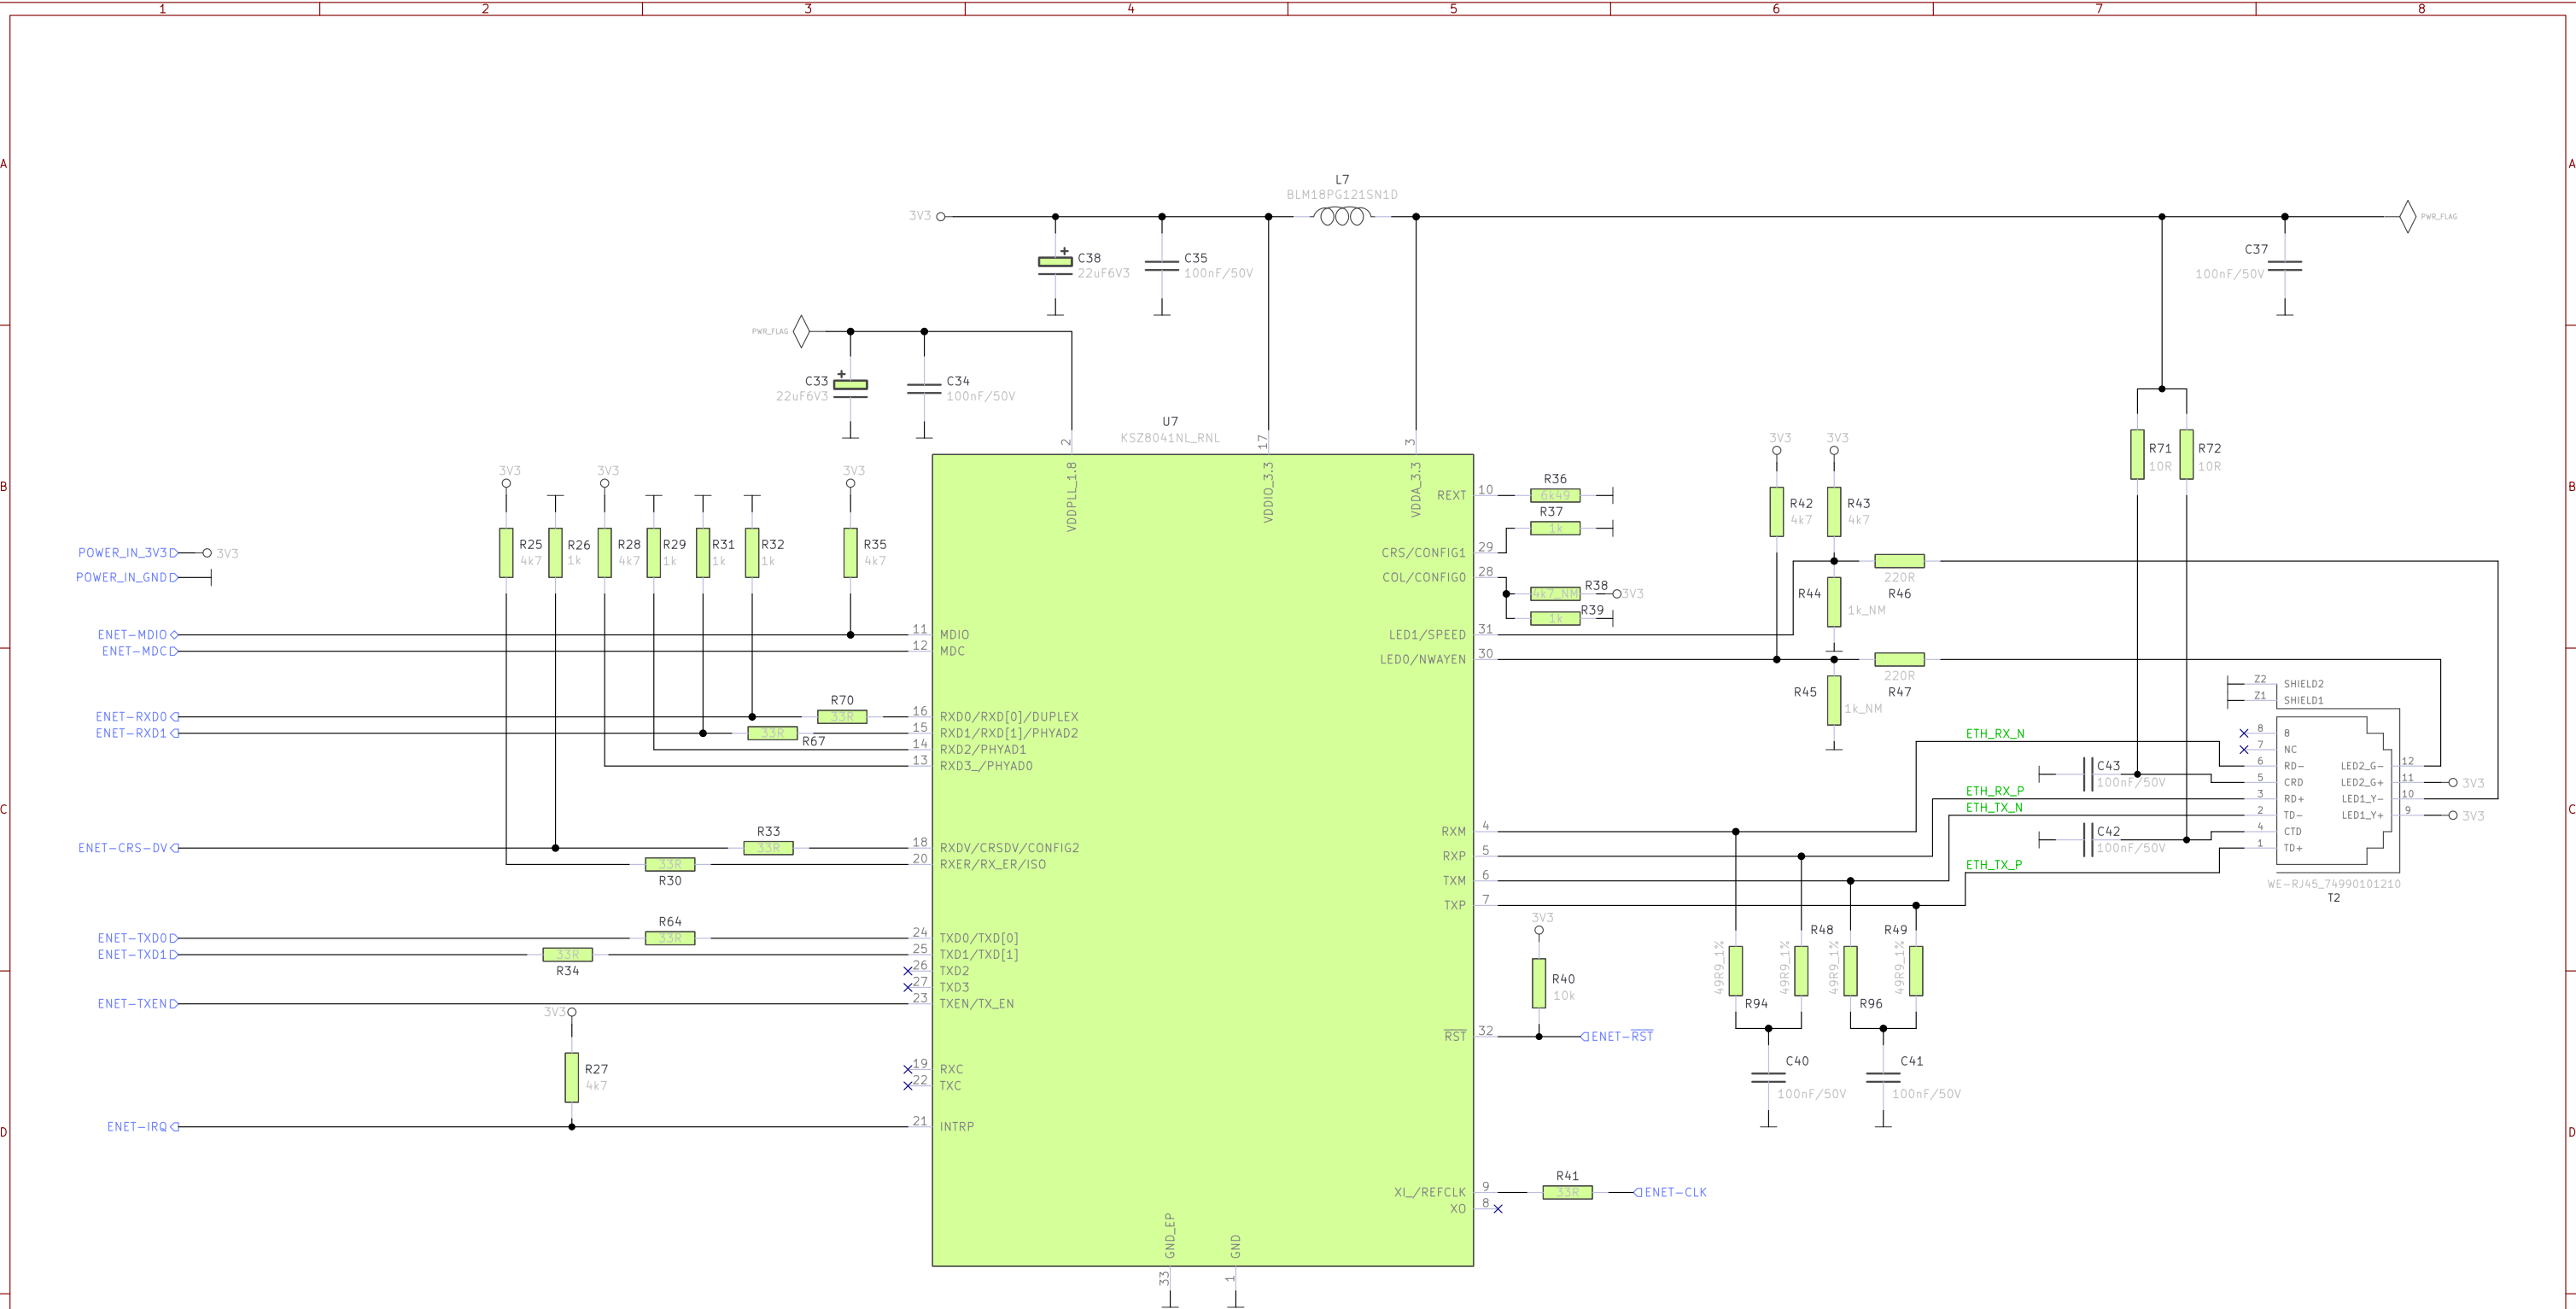 1 2 3 4 5 6 7 8
A A
L7
BLM18PG121SN1D
3V3
PWR_FLAG
C38
22uF6V3
C35
100nF/50V
C37
100nF/50V
PWR_FLAG
C33
22uF6V3
C34
100nF/50V
U7
KSZ8041NL_RNL
2
17
3
VDDPLL_1.8
VDDIO_3.3
VDDA_3.3
B B
3V3
3V3
3V3
R25
4k7
R26
1k
R28
4k7
R29
1k
R31
1k
R32
1k
R35
4k7
POWER_IN_3V3
3V3
POWER_IN_GND
ENET-MDIO
11 MDIO
ENET-MDC
12 MDC
ENET-RXD0
R70
33R
16 RXD0/RXD[0]/DUPLEX
ENET-RXD1
33R
R67
15 RXD1/RXD[1]/PHYAD2
14 RXD2/PHYAD1
13 RXD3_/PHYAD0
C C
ENET-CRS-DV
R33
33R
18 RXDV/CRSDV/CONFIG2
33R
R30
20 RXER/RX_ER/ISO
ENET-TXD0
R64
33R
24 TXD0/TXD[0]
ENET-TXD1
33R
R34
25 TXD1/TXD[1]
26 TXD2
27 TXD3
ENET-TXEN
23 TXEN/TX_EN
3V3
R27
4k7
19 RXC
22 TXC
D D
ENET-IRQ
21 INTRP
GND_EP
33
GND
1
REXT 10
R36
6k49
R37
1k
CRS/CONFIG1 29
COL/CONFIG0 28
R38
4k7_NM
3V3
R39
1k
LED1/SPEED 31
LED0/NWAYEN 30
3V3
3V3
R42
4k7
R43
4k7
R44
1k_NM
220R
R46
R45
1k_NM
220R
R47
R71
10R
R72
10R
RXM 4
RXP 5
TXM 6
TXP 7
ETH_RX_N
ETH_RX_P
ETH_TX_N
ETH_TX_P
C43
100nF/50V
C42
100nF/50V
Z2 SHIELD2
Z1 SHIELD1
8 8
7 NC
6 RD-
5 CRD
3 RD+
2 TD-
4 CTD
1 TD+
LED2_G- 12
LED2_G+ 11
3V3
LED1_Y- 10
LED1_Y+ 9
3V3
WE-RJ45_74990101210
T2
49R9_1%
R94
49R9_1%
R48
49R9_1%
R96
49R9_1%
R49
C40
100nF/50V
C41
100nF/50V
3V3
R40
10k
RST 32
ENET-RST
XI_/REFCLK 9
R41
33R
ENET-CLK
XO 8